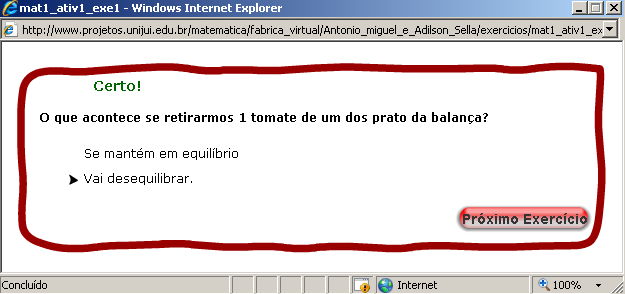 mat1_ativ1_exe1 - Windows Internet Explorer
http://www.projetos.unijui.edu.br/matematica/fabrica_virtual/Antonio_miguel_e_Adilson_Sella/exercicios/mat1_ativ1_ex
Certo!
O que acontece se retirarmos 1 tomate de um dos prato da balança?
Se mantém em equilíbrio
Vai desequilibrar.
Próximo Exercício
Concluído
Internet
100%